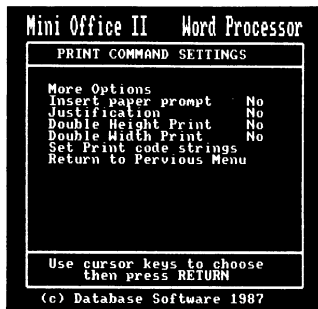 Mini Office II Word Processor
PRINT COMMAND SETTINGS
More Options
Insert paper prompt No
Justification No
Double Height Print No
Double Width Print No
Set Print code strings
Return to Pervious Menu
Use cursor keys to choose
then press RETURN
(c) Database Software 1987